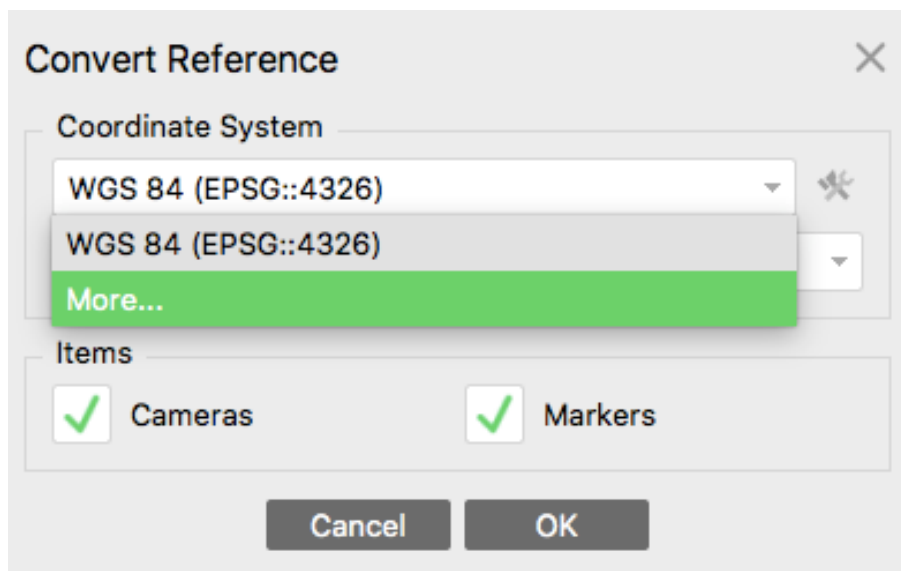 Convert Reference
Coordinate System
WGS 84 (EPSG::4326)
WGS 84 (EPSG::4326)
More...
Items
Cameras
Markers
Cancel
OK